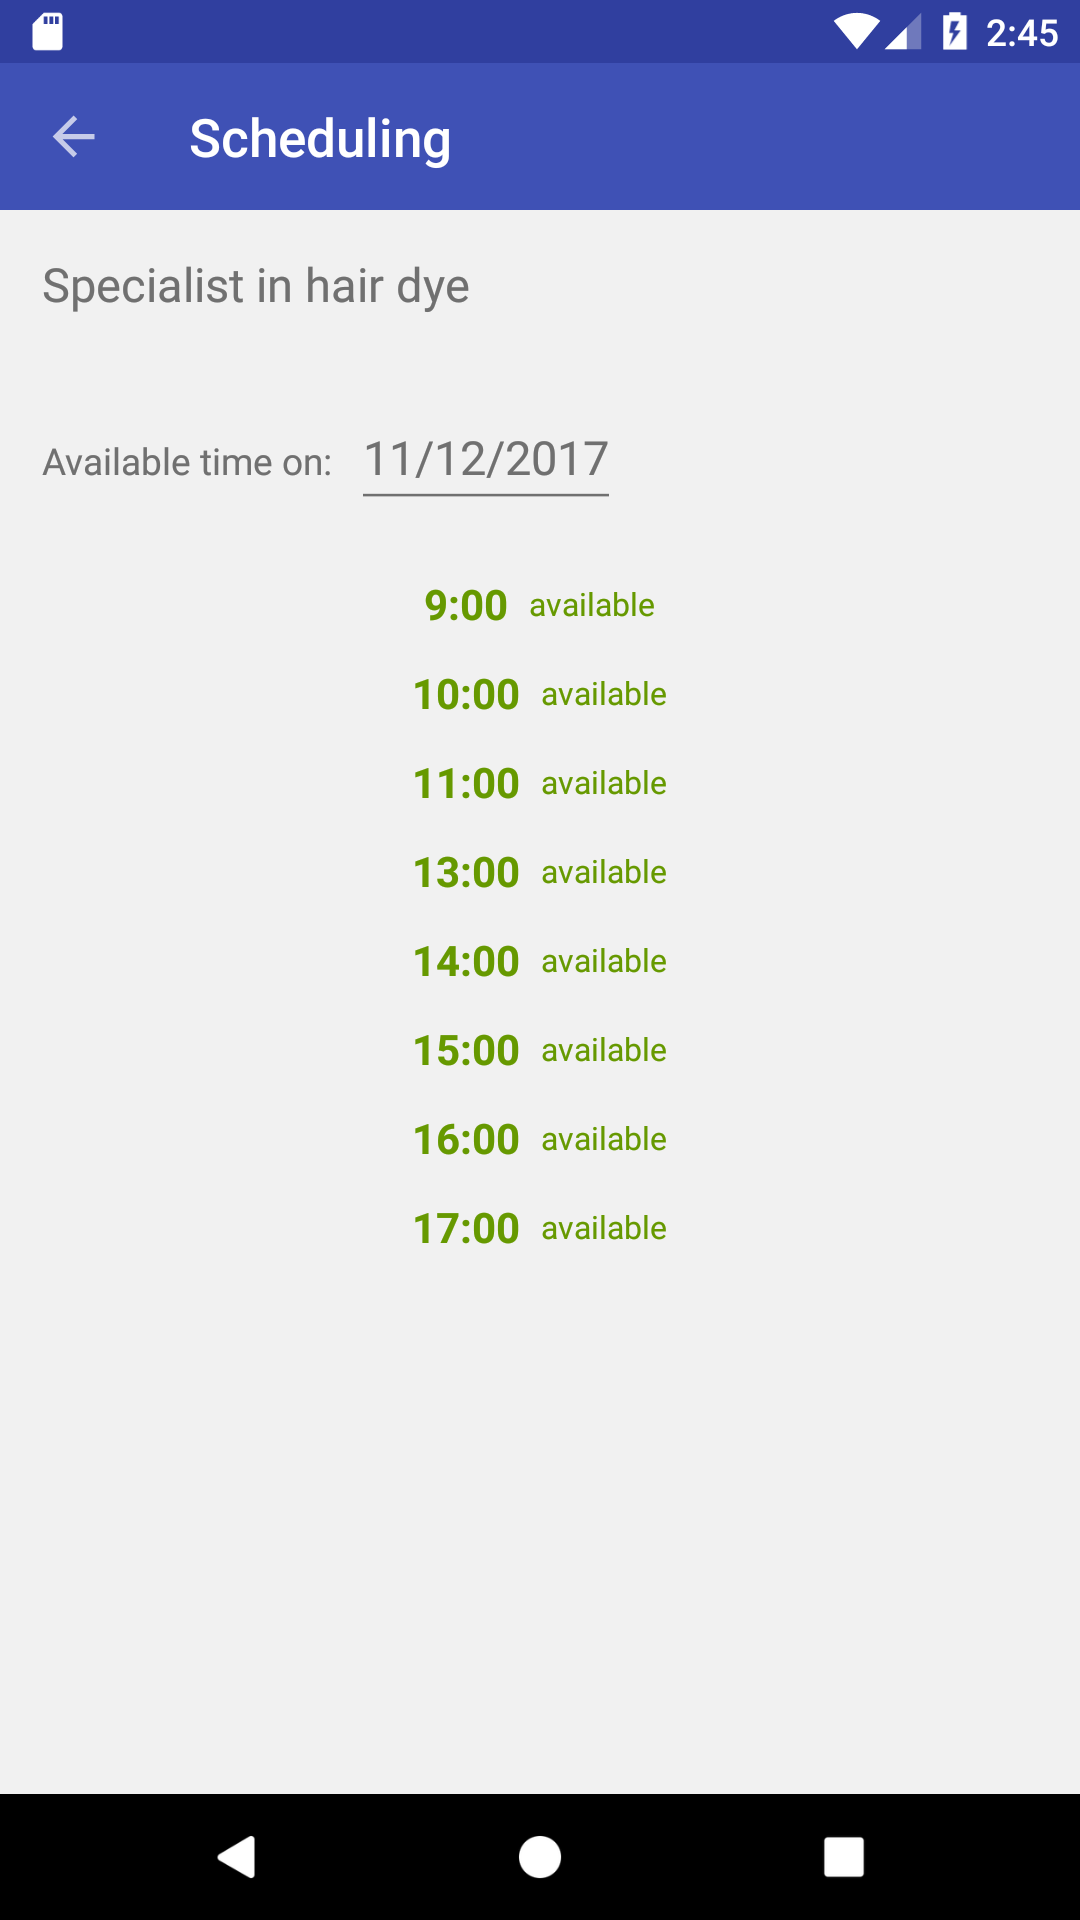 2:45
Scheduling
Specialist in hair dye
Available time on: 11/12/2017
9:00 available
10:00 available
11:00 available
13:00 available
14:00 available
15:00 available
16:00 available
17:00 available